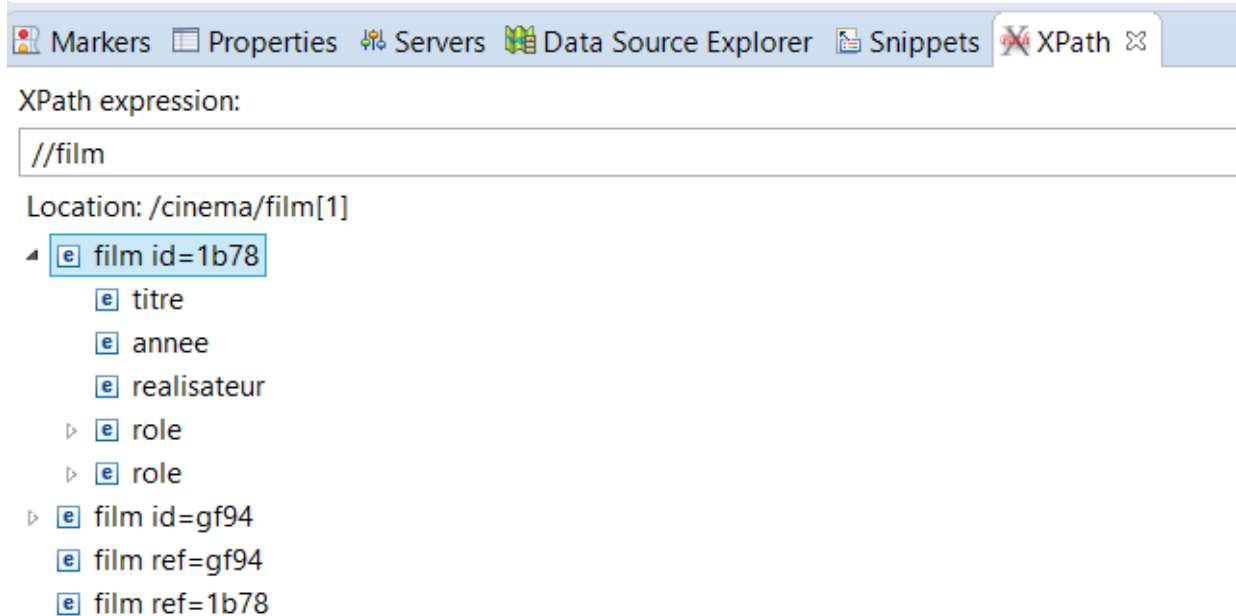 Markers Properties Servers Data Source Explorer Snippets XPath
XPath expression:
//film
Location: /cinema/film[1]
e film id=1b78
e titre
e annee
e realisateur
e role
e role
e film id=gf94
e film ref=gf94
e film ref=1b78